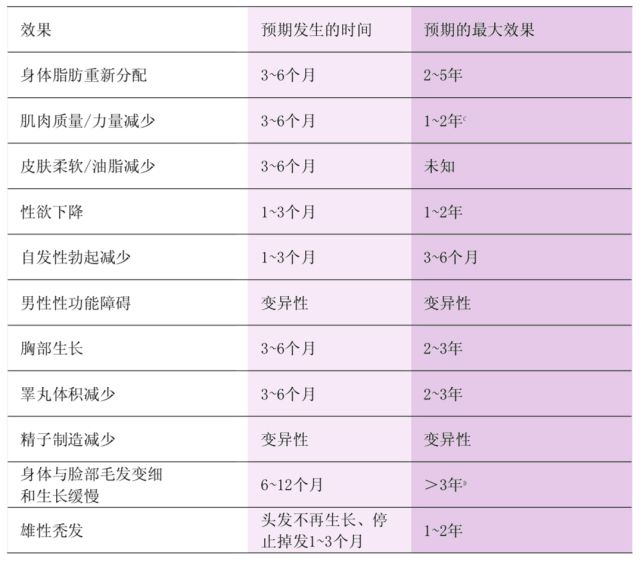 效果 预期发生的时间 预期的最大效果
身体脂肪重新分配 3~6个月 2~5年
肌肉质量/力量减少 3~6个月 1~2年ᶜ
皮肤柔软/油脂减少 3~6个月 未知
性欲下降 1~3个月 1~2年
自发性勃起减少 1~3个月 3~6个月
男性性功能障碍 变异性 变异性
胸部生长 3~6个月 2~3年
睾丸体积减少 3~6个月 2~3年
精子制造减少 变异性 变异性
身体与脸部毛发变细
和生长缓慢 6~12个月 ＞3年ᴰ
雄性秃发 头发不再生长、停
止掉发1~3个月 1~2年